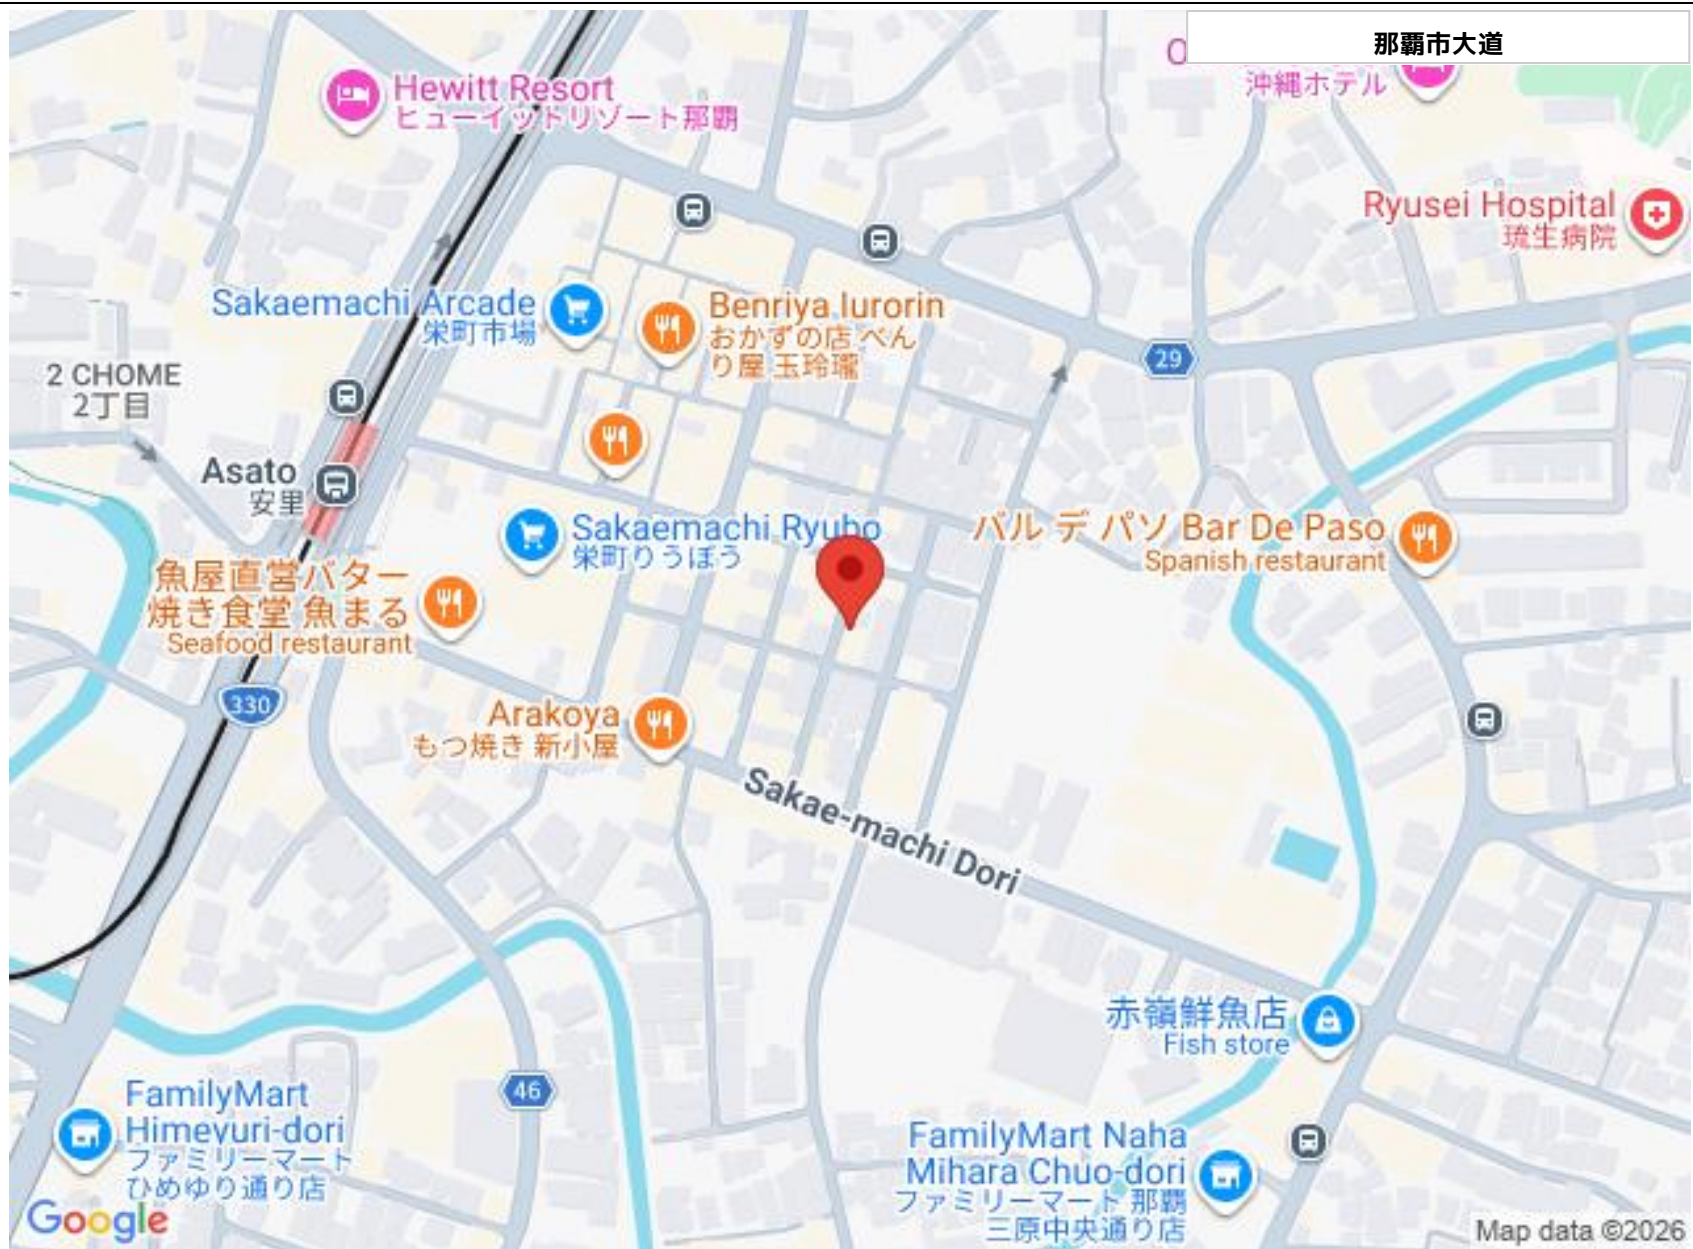 那覇市大道
O
沖縄ホテル
Hewitt Resort
ヒューイットリゾート那覇
Ryusei Hospital
琉生病院
Sakaemachi Arcade
栄町市場
Benriya Iurorin
おかずの店 べん
り屋 玉玲瓏
29
2 CHOME
2丁目
Asato
安里
Sakaemachi Ryubo
栄町りうぼう
バル デ パソ Bar De Paso
Spanish restaurant
魚屋直営バター
焼き食堂 魚まる
Seafood restaurant
330
Arakoya
もつ焼き 新小屋
Sakae-machi Dori
赤嶺鮮魚店
Fish store
46
FamilyMart
Himeyuri-dori
ファミリーマート
ひめゆり通り店
FamilyMart Naha
Mihara Chuo-dori
ファミリーマート 那覇
三原中央通り店
Google
Map data ©2026